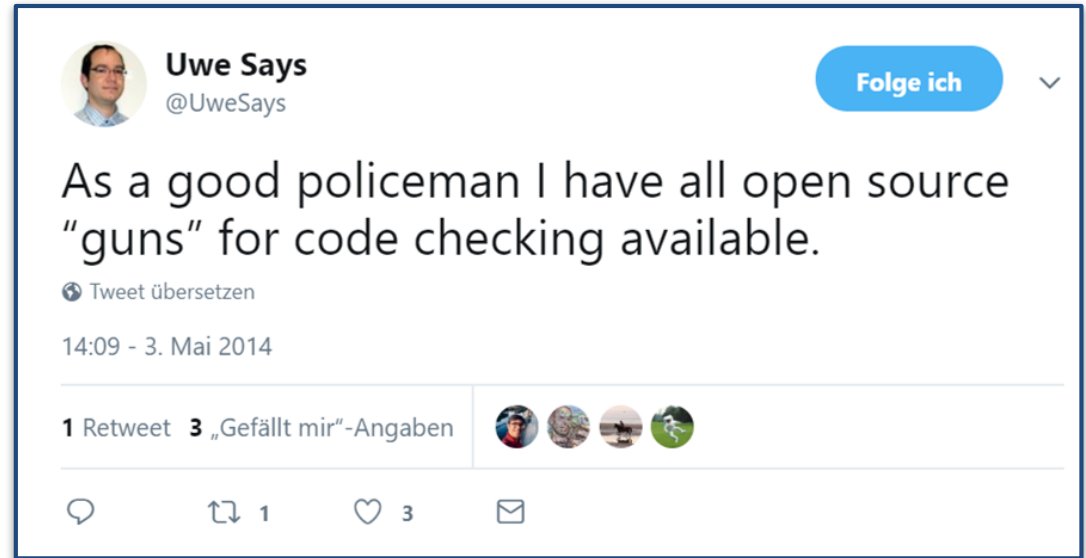 Uwe Says
@UweSays
Folge ich
As a good policeman I have all open source
“guns” for code checking available.
Tweet übersetzen
14:09 - 3. Mai 2014
1 Retweet 3 „Gefällt mir“-Angaben
1 3